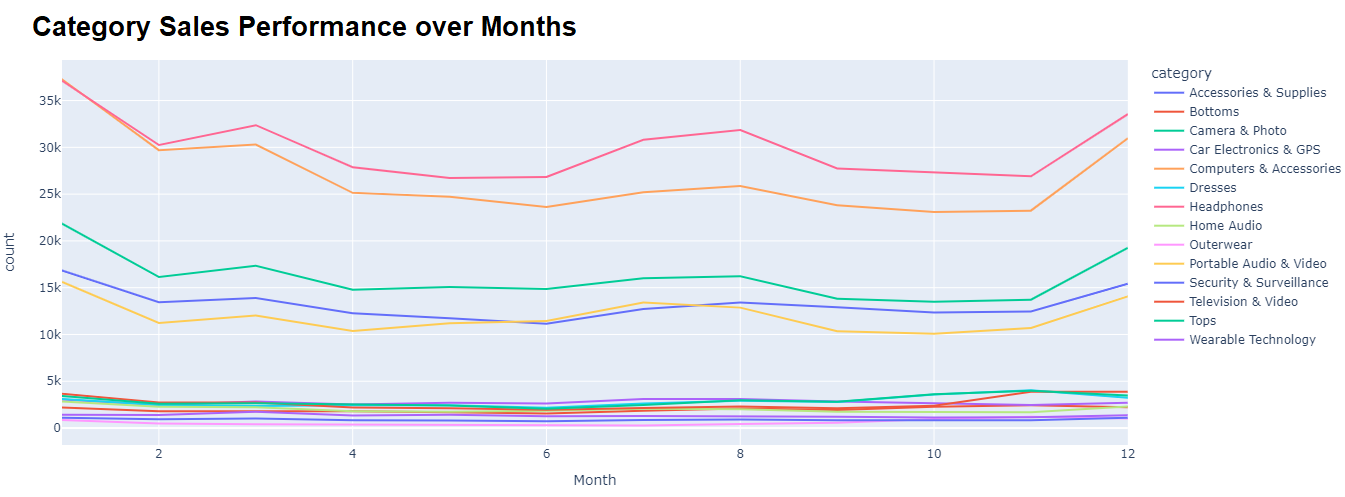 Category Sales Performance over Months
category
Accessories & Supplies
Bottoms
Camera & Photo
Car Electronics & GPS
Computers & Accessories
Dresses
Headphones
Home Audio
Outerwear
Portable Audio & Video
Security & Surveillance
Television & Video
Tops
Wearable Technology
count
35k
30k
25k
20k
15k
10k
5k
0
2 4 6 8 10 12
Month